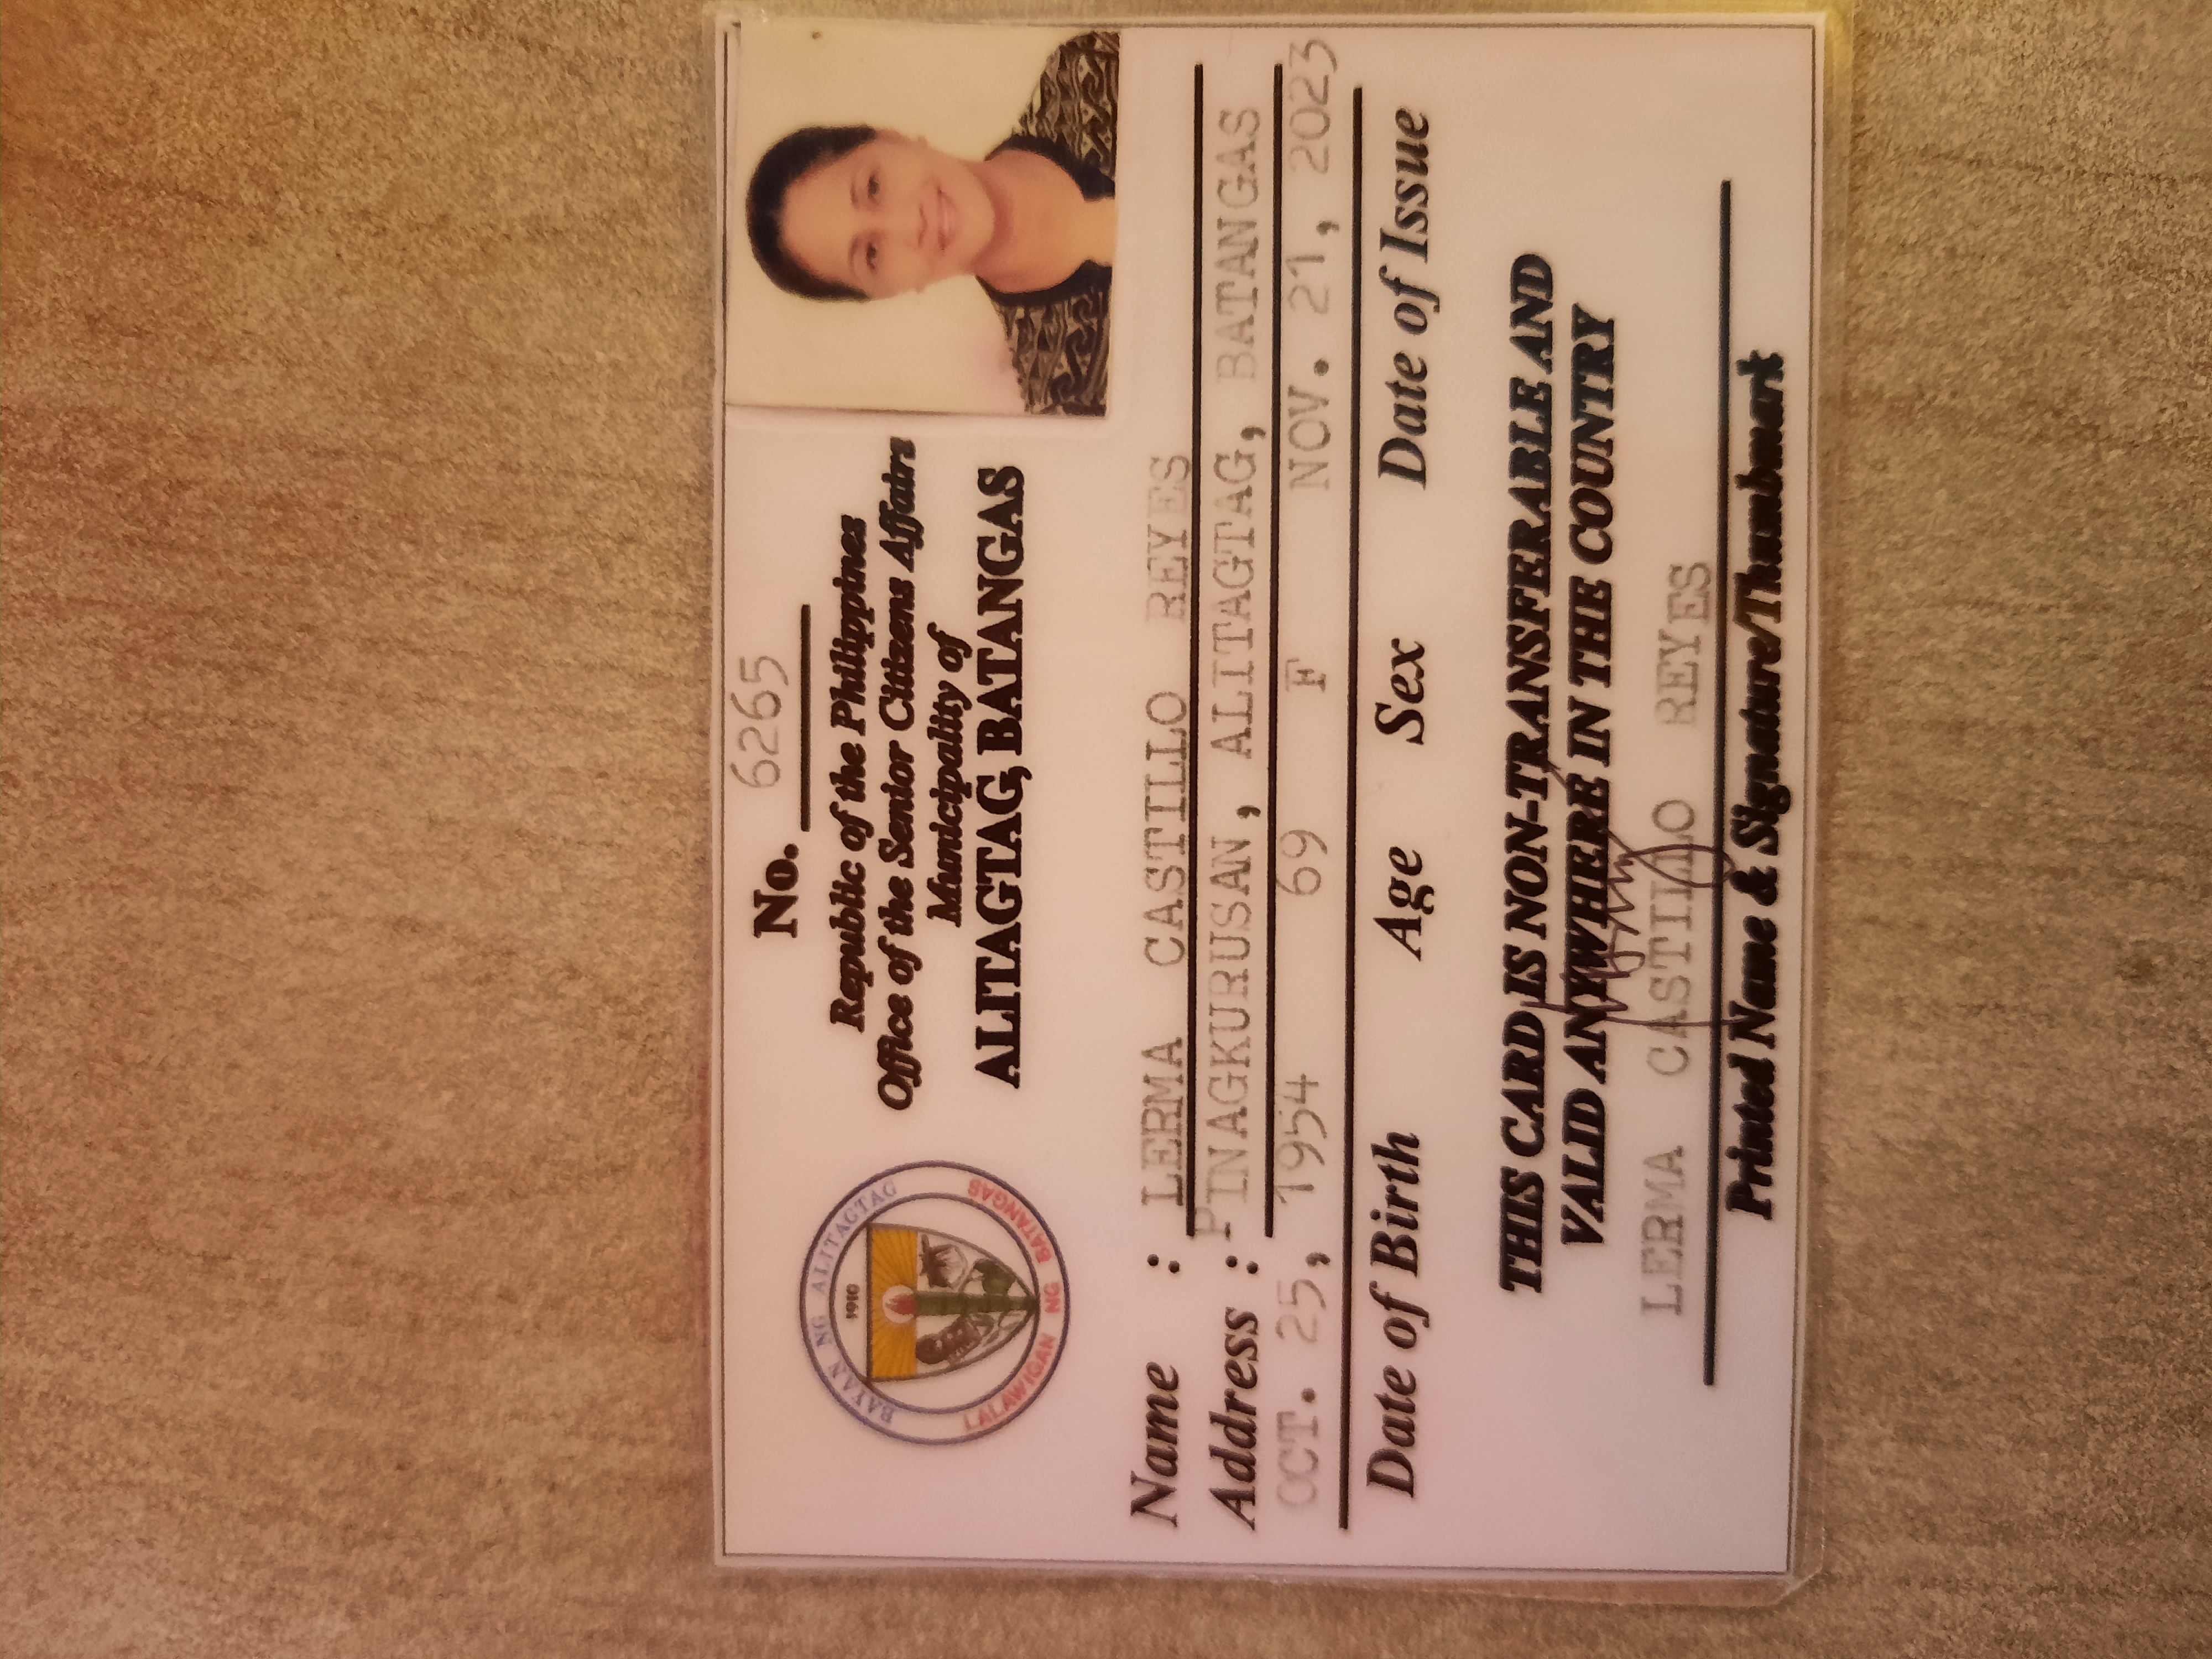 No. 6265
Republic of the Philippines
Office of the Senior Citizens Affairs
Municipality of
ALITAGTAG, BATANGAS
BAYAN NG ALITAGTAG
1910
LALAWIGAN NG BATANGAS
Name : LERMA CASTILLO REYES
Address : PINAGKURUSAN, ALITAGTAG, BATANGAS
OCT. 25, 1954 69 F NOV. 21, 2023
Date of Birth Age Sex Date of Issue
THIS CARD IS NON-TRANSFERABLE AND
VALID ANYWHERE IN THE COUNTRY
LERMA CASTILLO REYES
Printed Name & Signature/Thumbmark